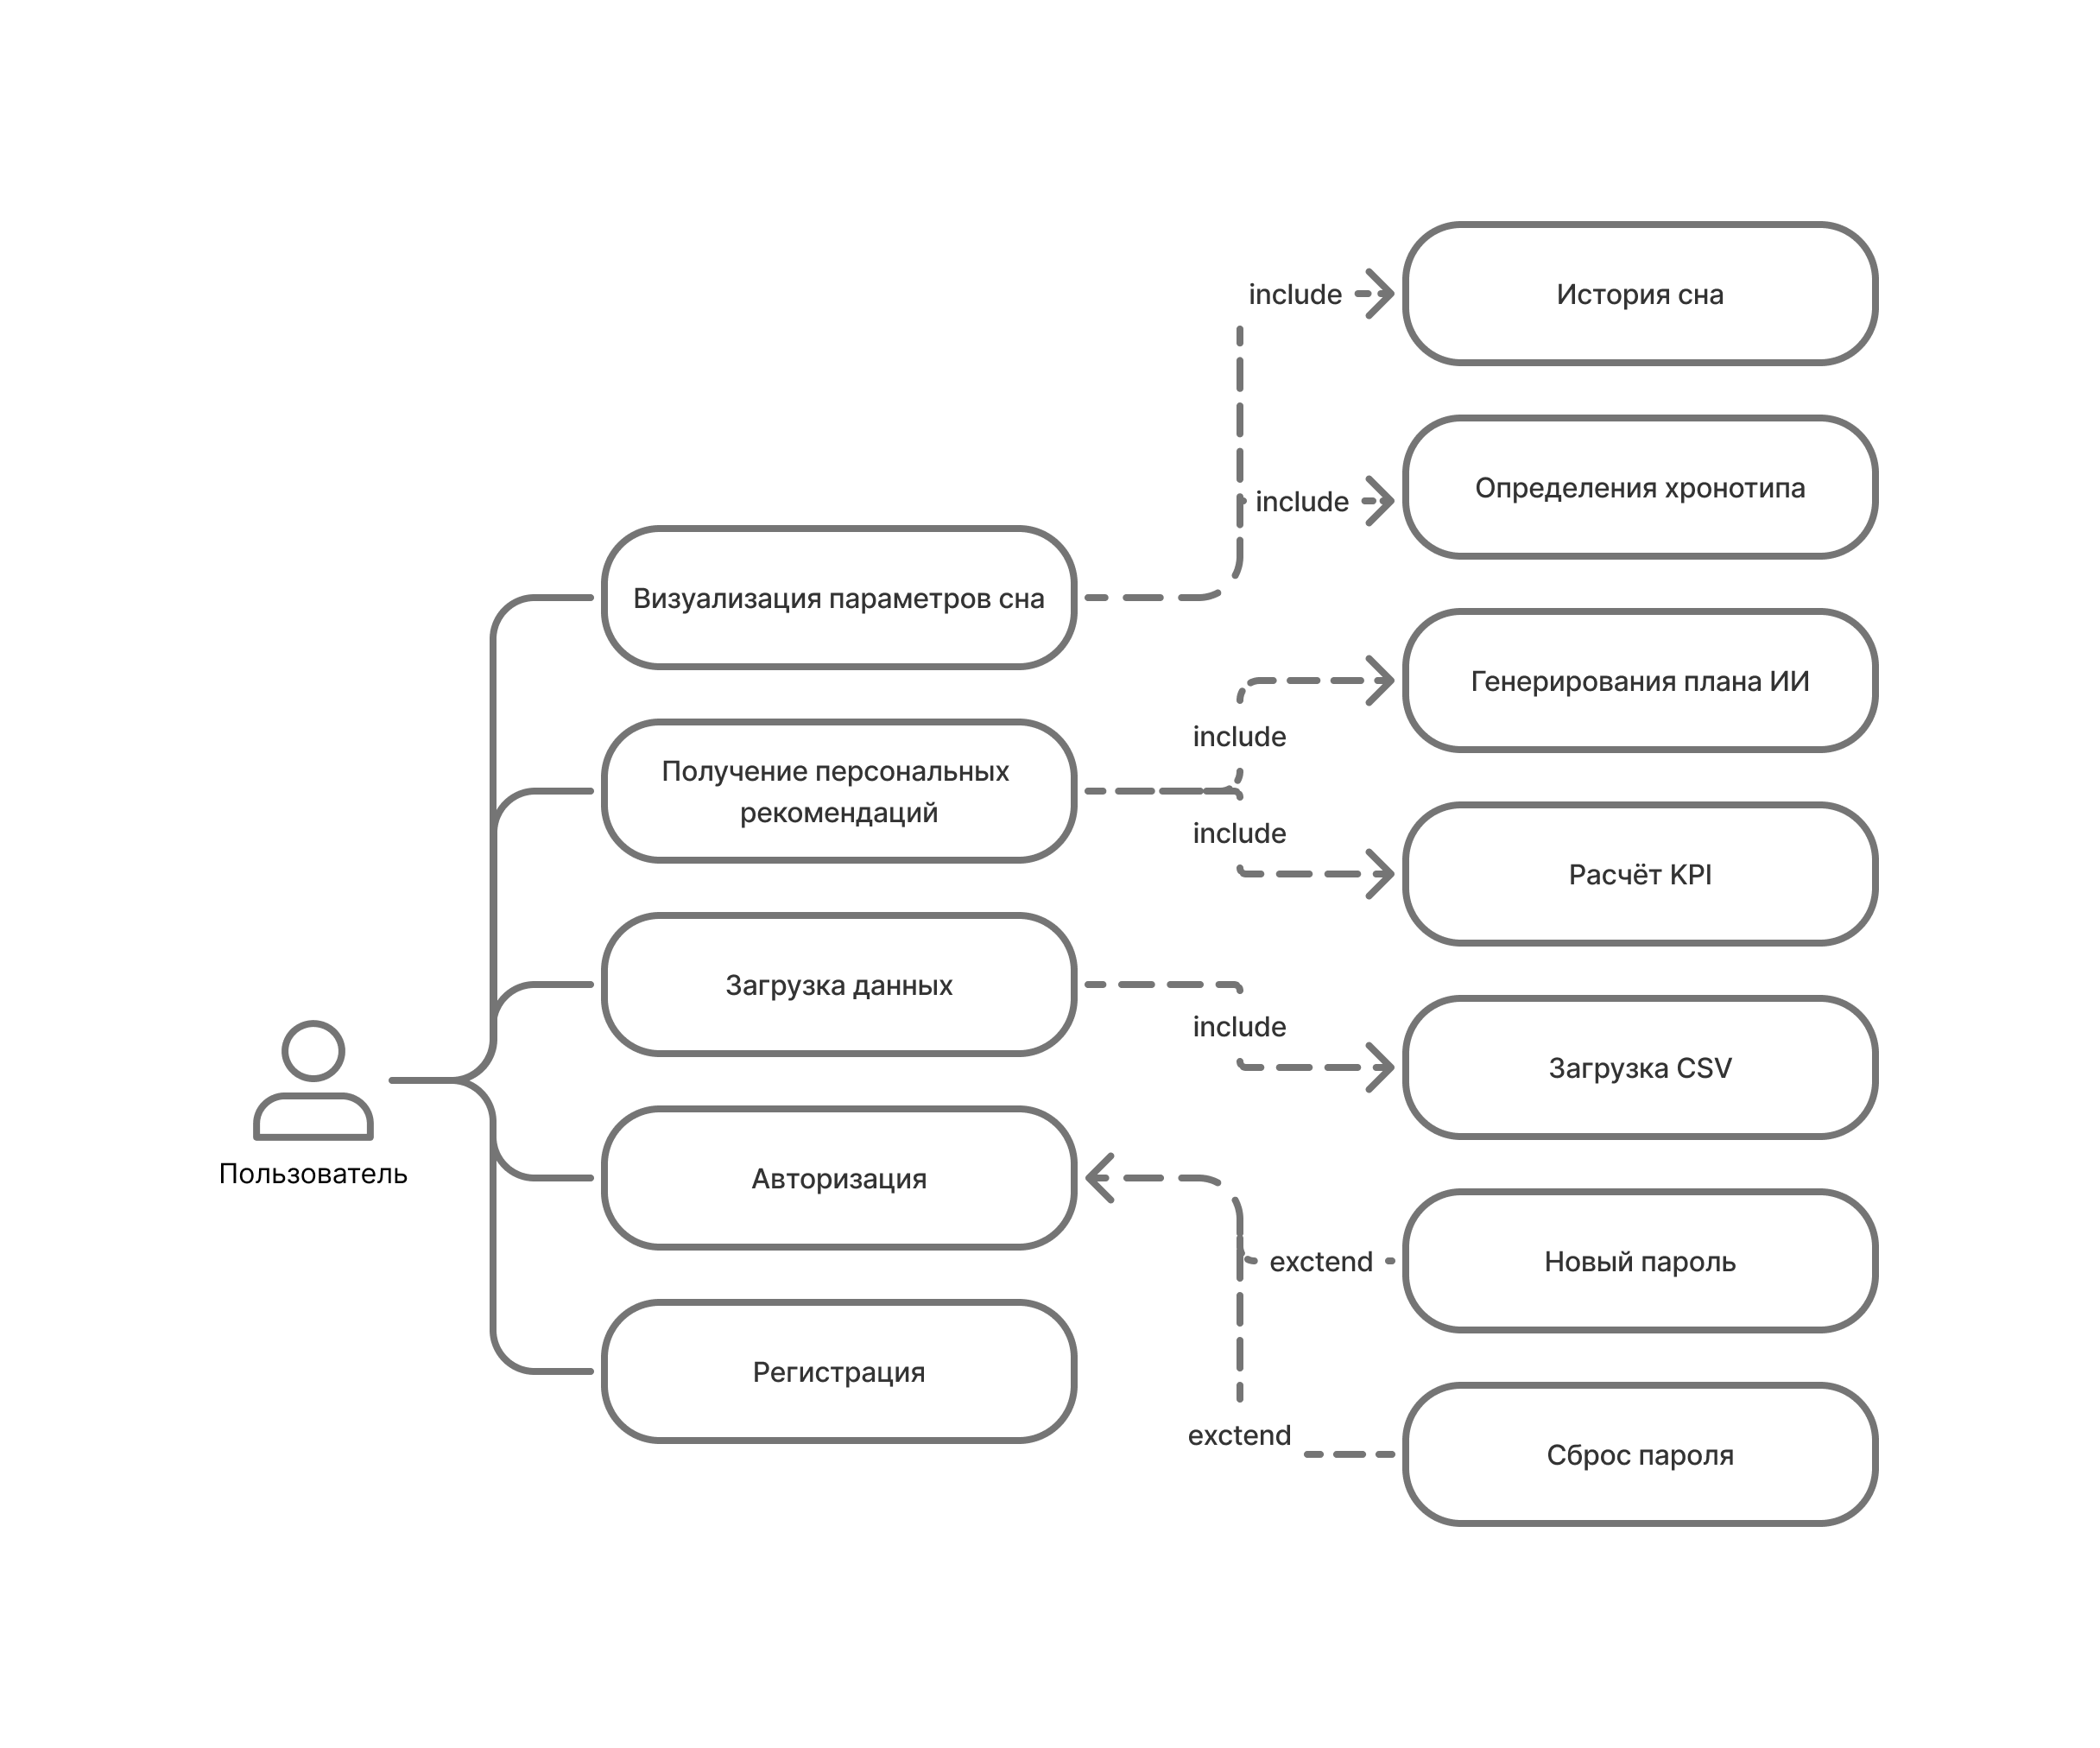 include
История сна
include
Определения хронотипа
Визуализация параметров сна
Генерирования плана ИИ
include
Получение персональных
рекомендаций
include
Расчёт KPI
Загрузка данных
include
Загрузка CSV
Пользователь
Авторизация
exctend
Новый пароль
Регистрация
exctend
Сброс пароля